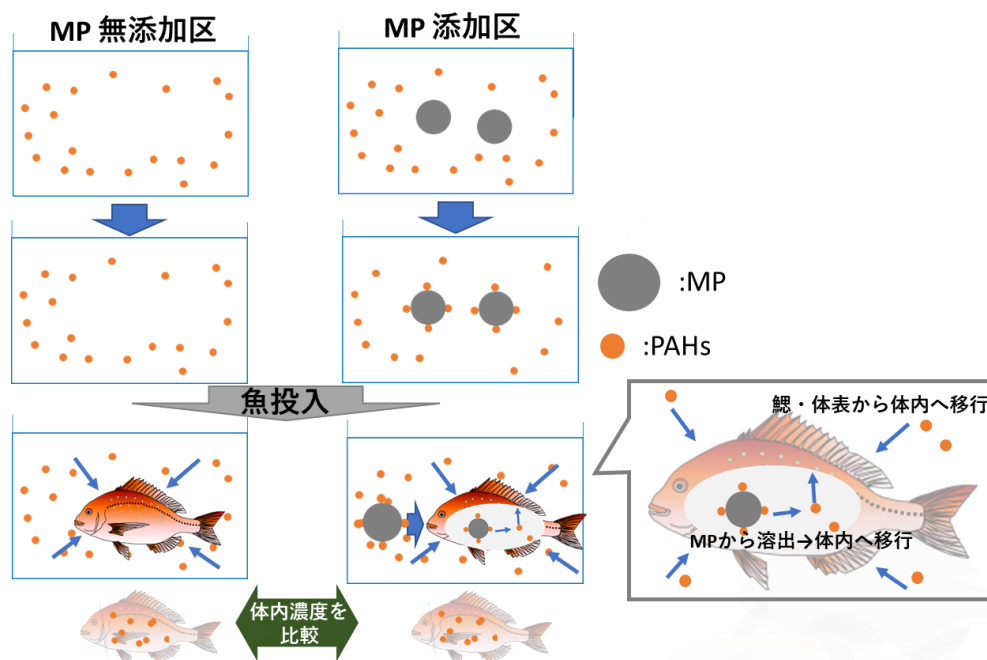 MP 無添加区
MP 添加区
:MP
:PAHs
魚投入
鰓・体表から体内へ移行
MPから溶出→体内へ移行
体内濃度を
比較